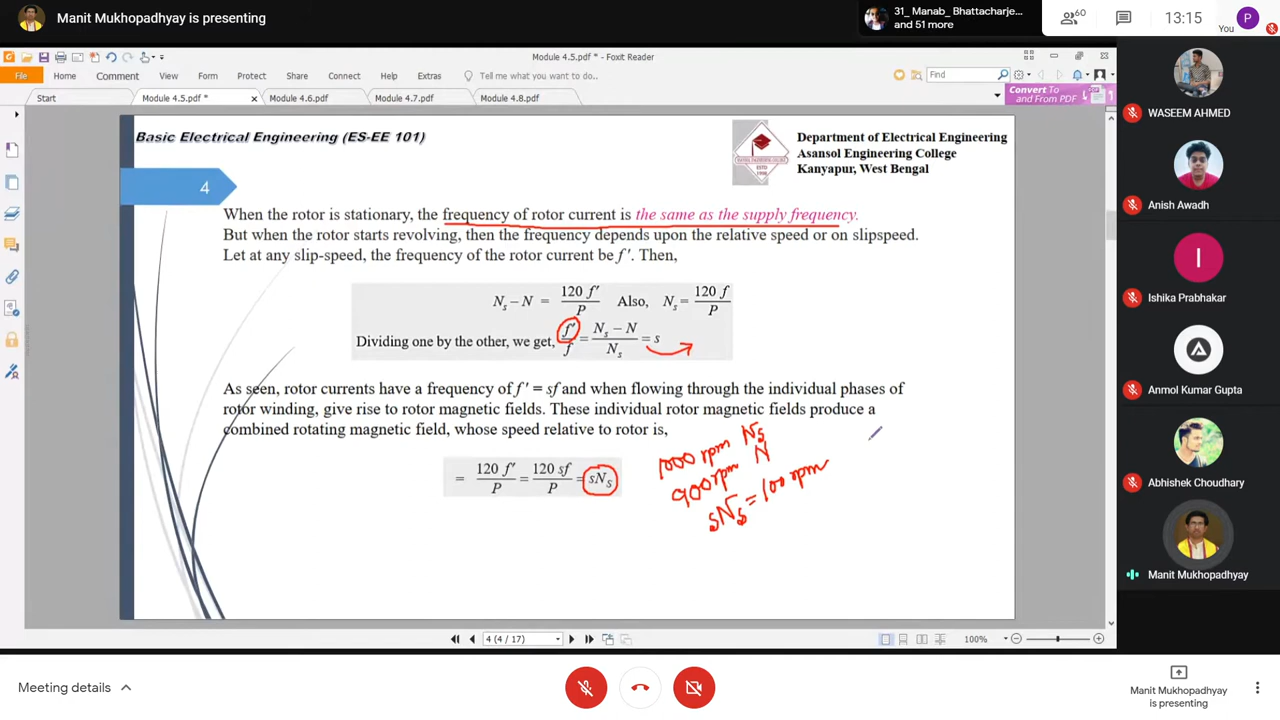 Manit Mukhopadhyay is presenting
31_ Manab_ Bhattacharje...
and 51 more
60
13:15
P
Module 4.5.pdf * - Foxit Reader
File Home Comment View Form Protect Share Connect Help Extras Tell me what you want to do... Find
Start Module 4.5.pdf * Module 4.6.pdf Module 4.7.pdf Module 4.8.pdf
Convert To
and From PDF
Basic Electrical Engineering (ES-EE 101)
Department of Electrical Engineering
Asansol Engineering College
Kanyapur, West Bengal
4
When the rotor is stationary, the frequency of rotor current is the same as the supply frequency.
But when the rotor starts revolving, then the frequency depends upon the relative speed or on slipspeed.
Let at any slip-speed, the frequency of the rotor current be f′. Then,
Ns – N = 120 f′/P Also, Ns = 120 f/P
Dividing one by the other, we get, f′/f = Ns – N/Ns = s
As seen, rotor currents have a frequency of f′ = sf and when flowing through the individual phases of
rotor winding, give rise to rotor magnetic fields. These individual rotor magnetic fields produce a
combined rotating magnetic field, whose speed relative to rotor is,
= 120 f′/P = 120 sf/P = sNs
1000 rpm Ns
900 rpm N
sNs = 100 rpm
4 (4 / 17)
100%
WASEEM AHMED
Anish Awadh
I
Ishika Prabhakar
Anmol Kumar Gupta
Abhishek Choudhary
Manit Mukhopadhyay
Meeting details
Manit Mukhopadhyay
is presenting